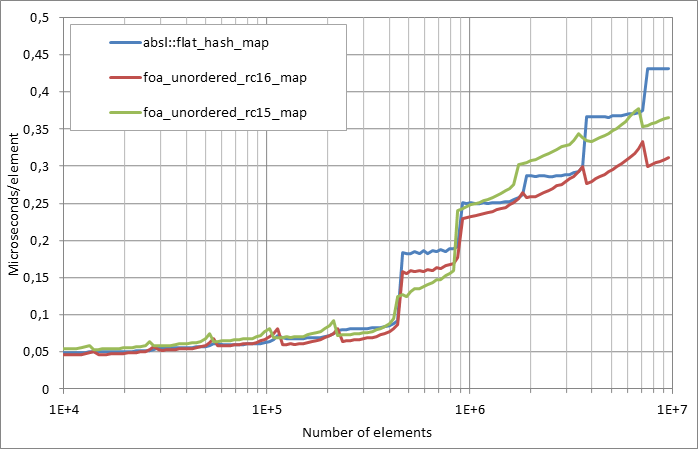 0,5
absl::flat_hash_map
0,45
foa_unordered_rc16_map
0,4
foa_unordered_rc15_map
0,35
0,3
0,25
0,2
0,15
0,1
0,05
0
Microseconds/element
1E+4
1E+5
1E+6
1E+7
Number of elements